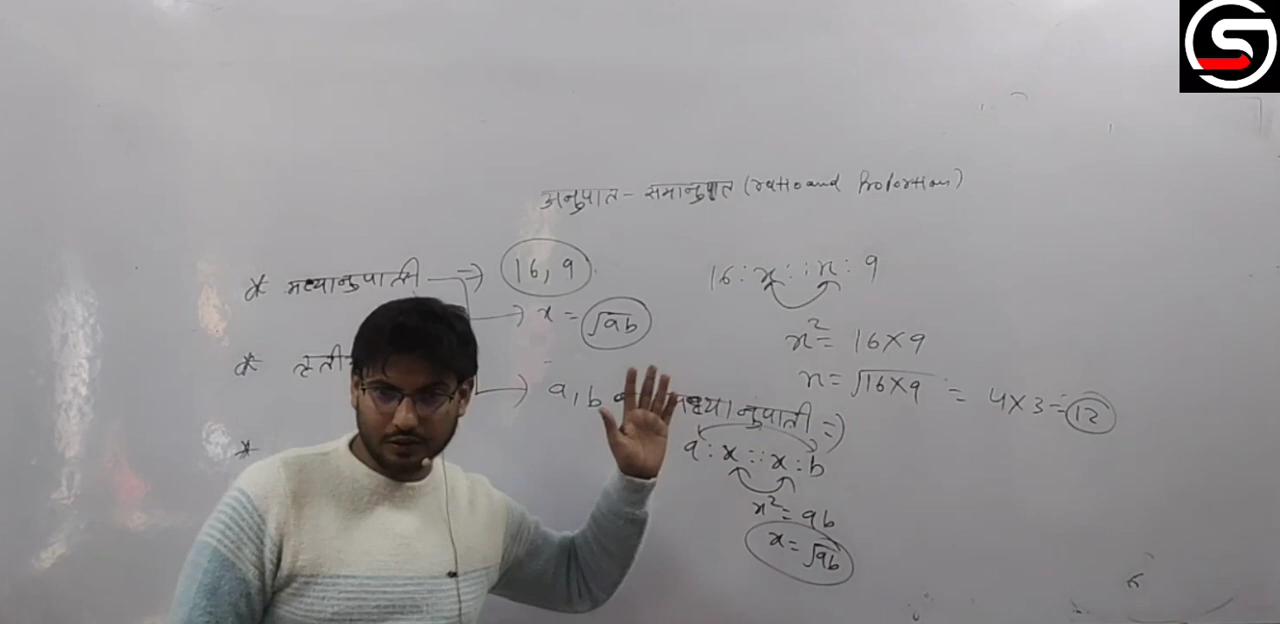 अनुपात - समानुपात (ratio and Proportion)
* मध्यानुपाती ⇒ 16, 9
→ x = √ab
*
→ a, b मध्यानुपाती ⇒
*
16 : x :: x : 9
x² = 16×9
x = √16×9 = 4×3 = 12
a : x :: x : b
x² = ab
x = √ab
S